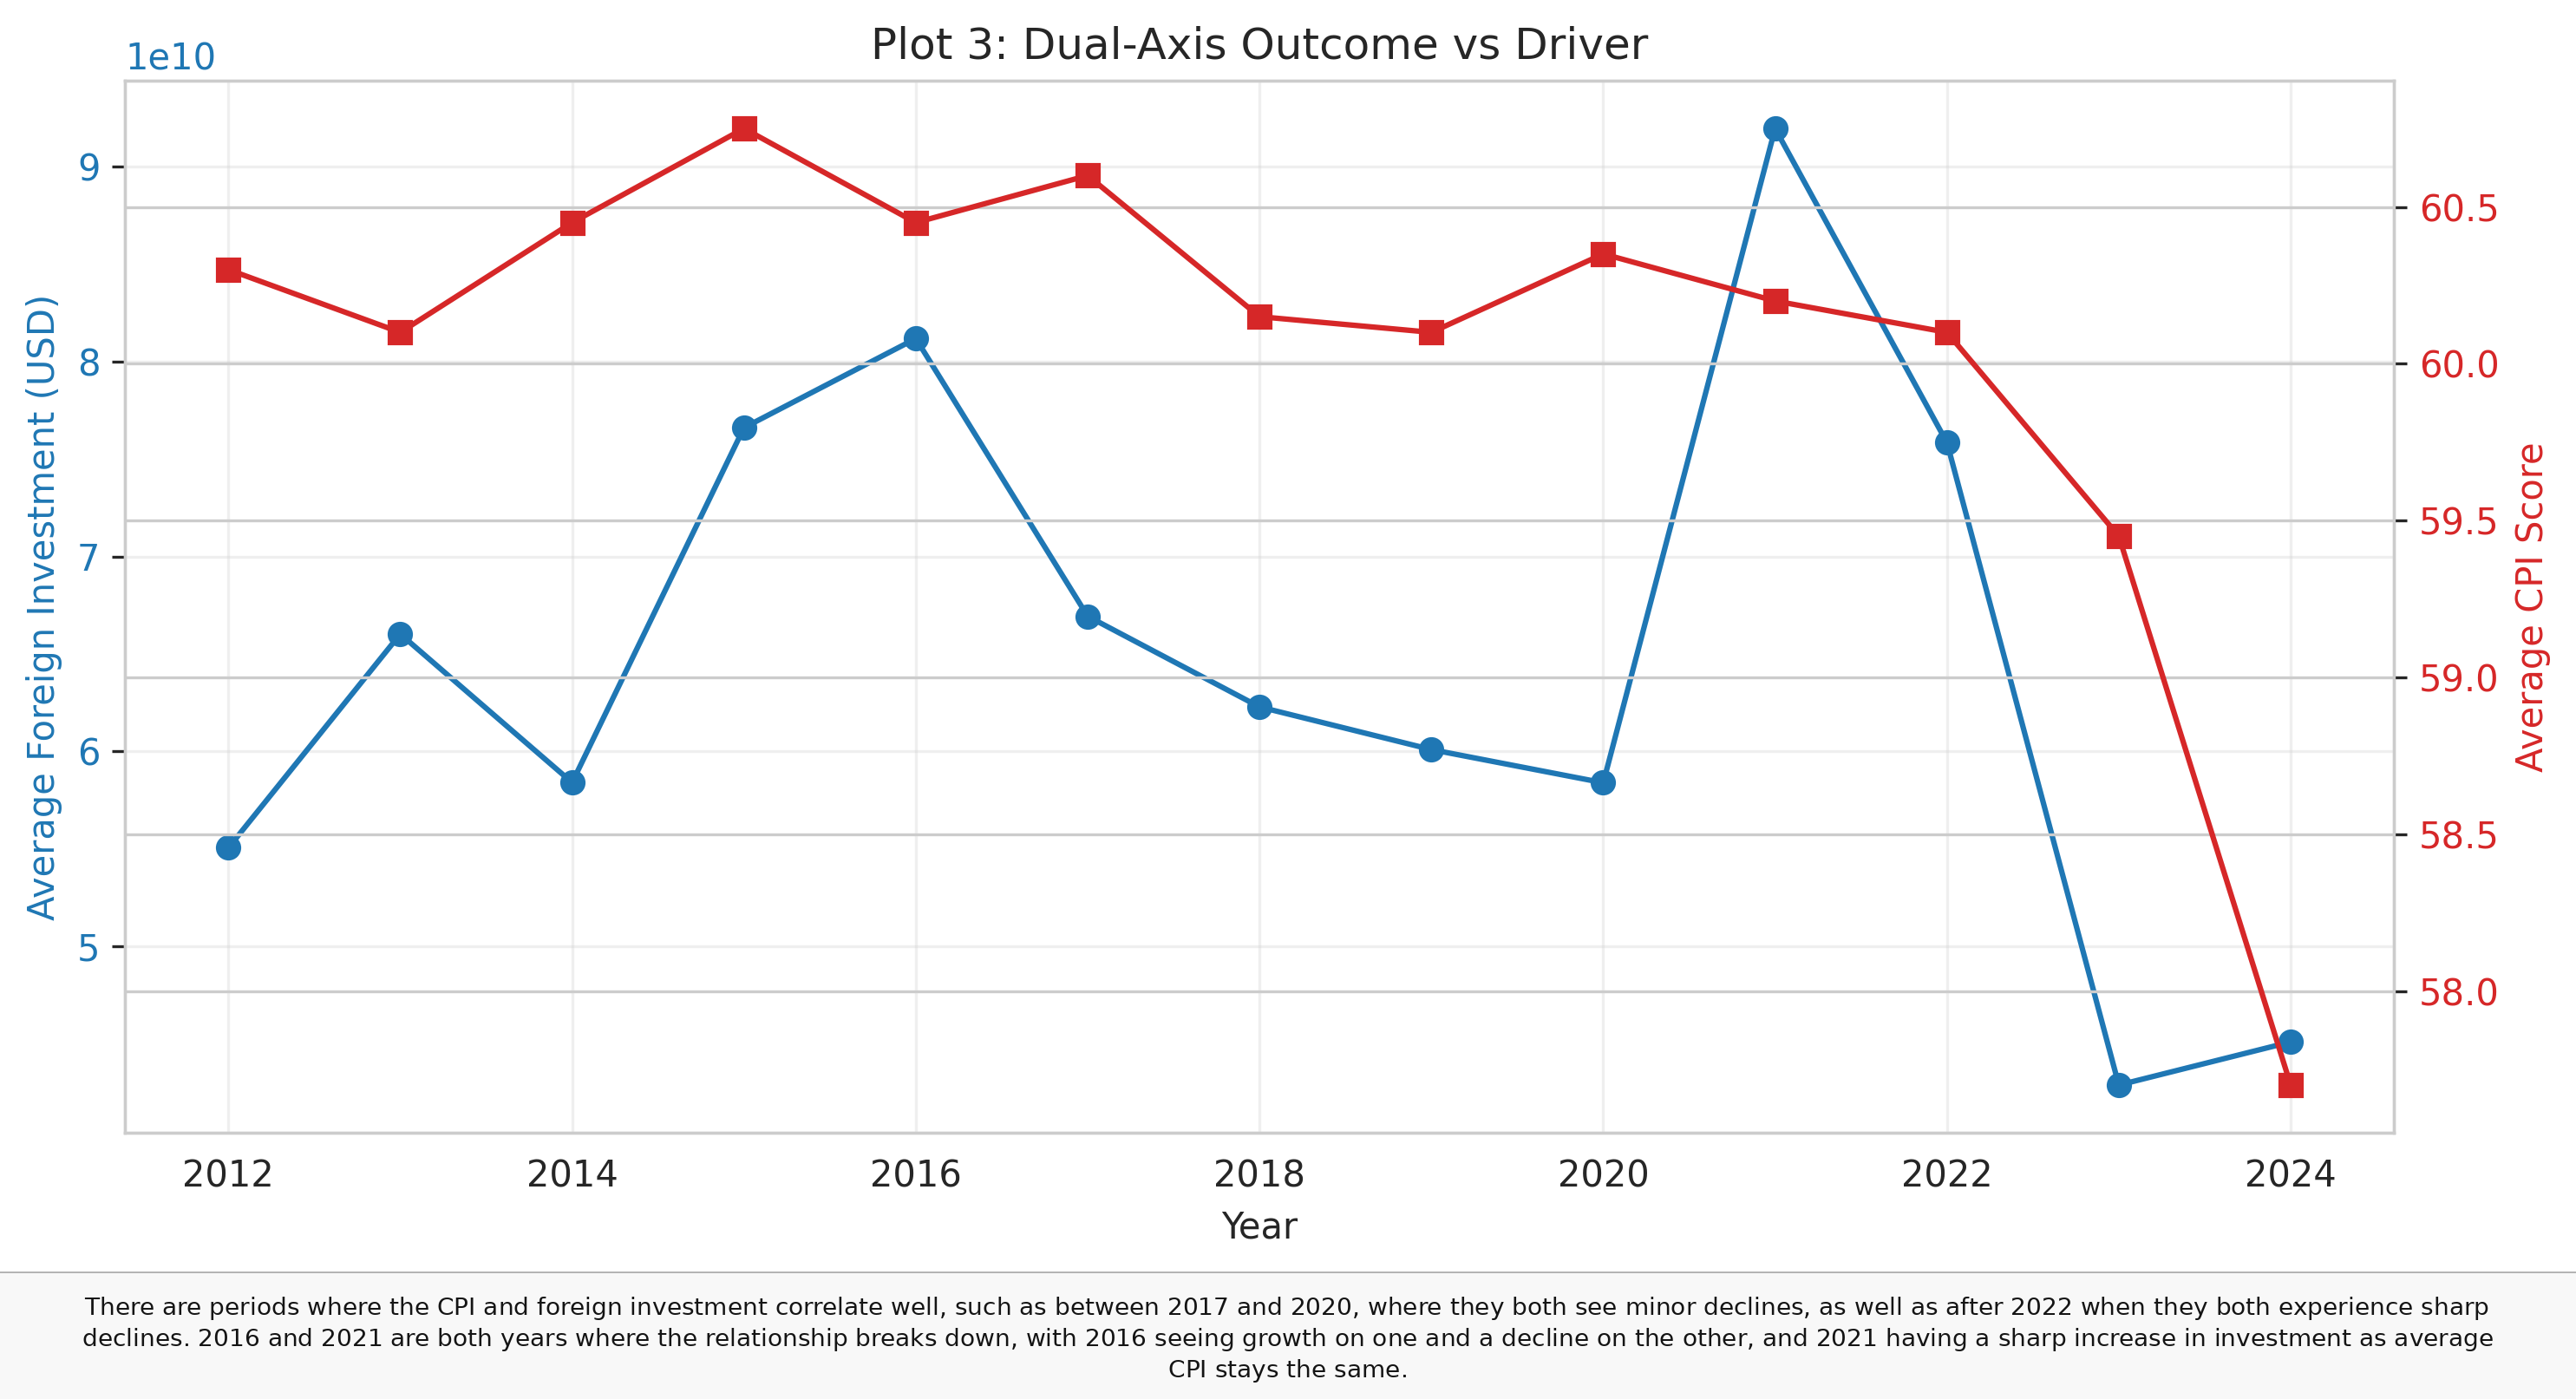 Plot 3: Dual-Axis Outcome vs Driver
1e10
9
8
7
6
5
Average Foreign Investment (USD)
60.5
60.0
59.5
59.0
58.5
58.0
Average CPI Score
2012 2014 2016 2018 2020 2022 2024
Year
There are periods where the CPI and foreign investment correlate well, such as between 2017 and 2020, where they both see minor declines, as well as after 2022 when they both experience sharp
declines. 2016 and 2021 are both years where the relationship breaks down, with 2016 seeing growth on one and a decline on the other, and 2021 having a sharp increase in investment as average
CPI stays the same.